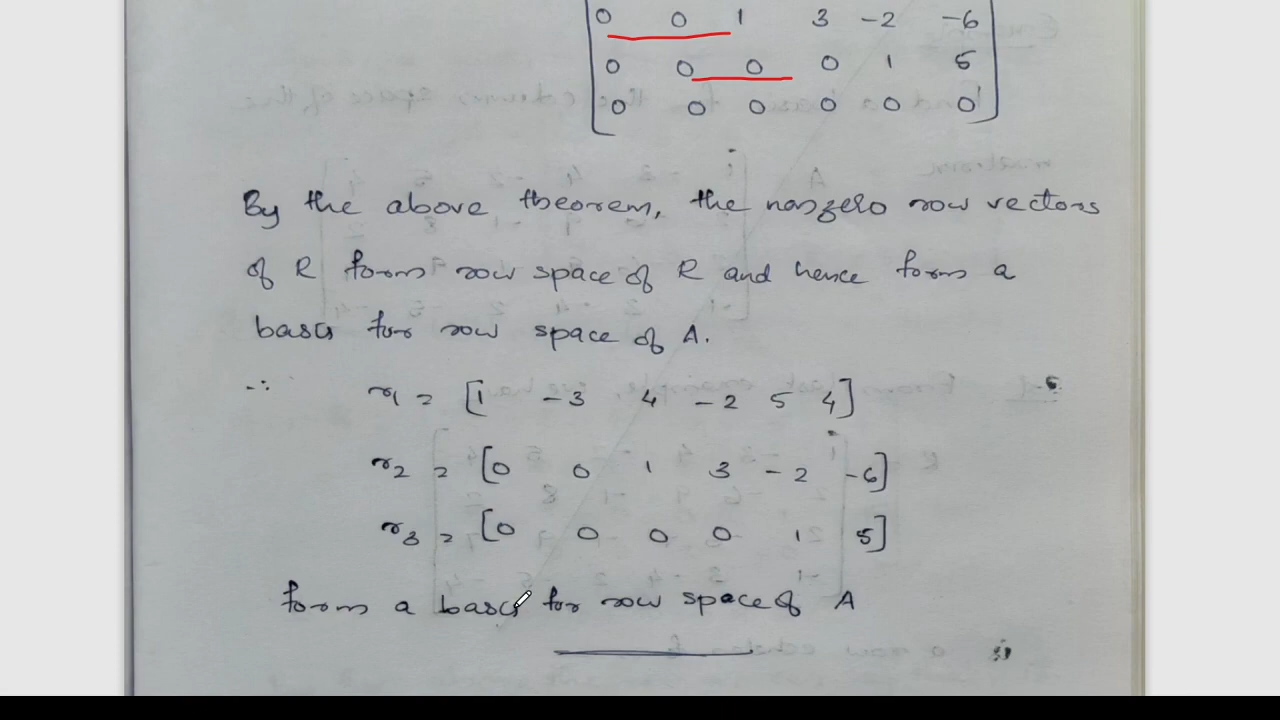 0 0 1 3 -2 -6
0 0 0 0 1 5
0 0 0 0 0 0
By the above theorem, the nonzero row vectors
of R form row space of R and hence form a
basis for row space of A.
∴ r1 = [1 -3 4 -2 5 4]
r2 = [0 0 1 3 -2 -6]
r3 = [0 0 0 0 1 5]
form a basis for row space of A